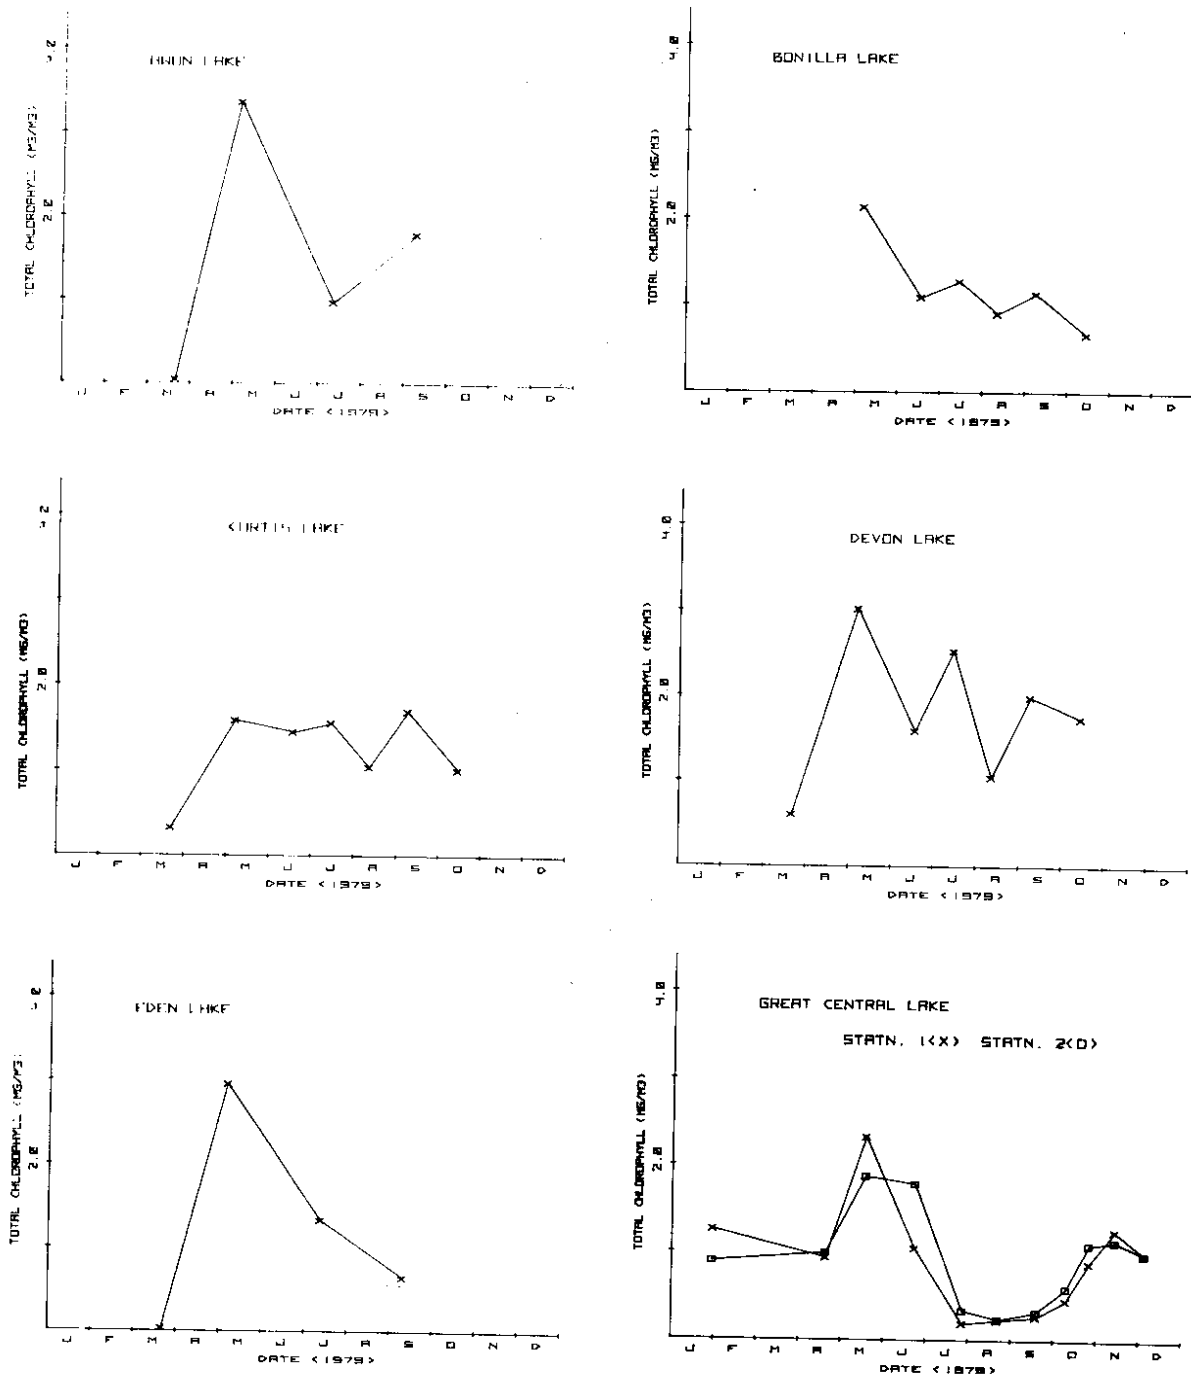 LAKE
4.0
2.0
TOTAL CHLOROPHYLL (MG/M3)
J F M A M J J A S O N D
DATE <1979>
BONILLA LAKE
4.0
2.0
TOTAL CHLOROPHYLL (MG/M3)
J F M A M J J A S O N D
DATE <1979>
CURTIS LAKE
2.0
TOTAL CHLOROPHYLL (MG/M3)
J F M A M J J A S O N D
DATE <1979>
DEVON LAKE
4.0
2.0
TOTAL CHLOROPHYLL (MG/M3)
J F M A M J J A S O N D
DATE <1979>
EDEN LAKE
2.0
TOTAL CHLOROPHYLL (MG/M3)
J F M A M J J A S O N D
DATE <1979>
GREAT CENTRAL LAKE
STATN. 1<X> STATN. 2<O>
4.0
2.0
TOTAL CHLOROPHYLL (MG/M3)
J F M A M J J A S O N D
DATE <1979>